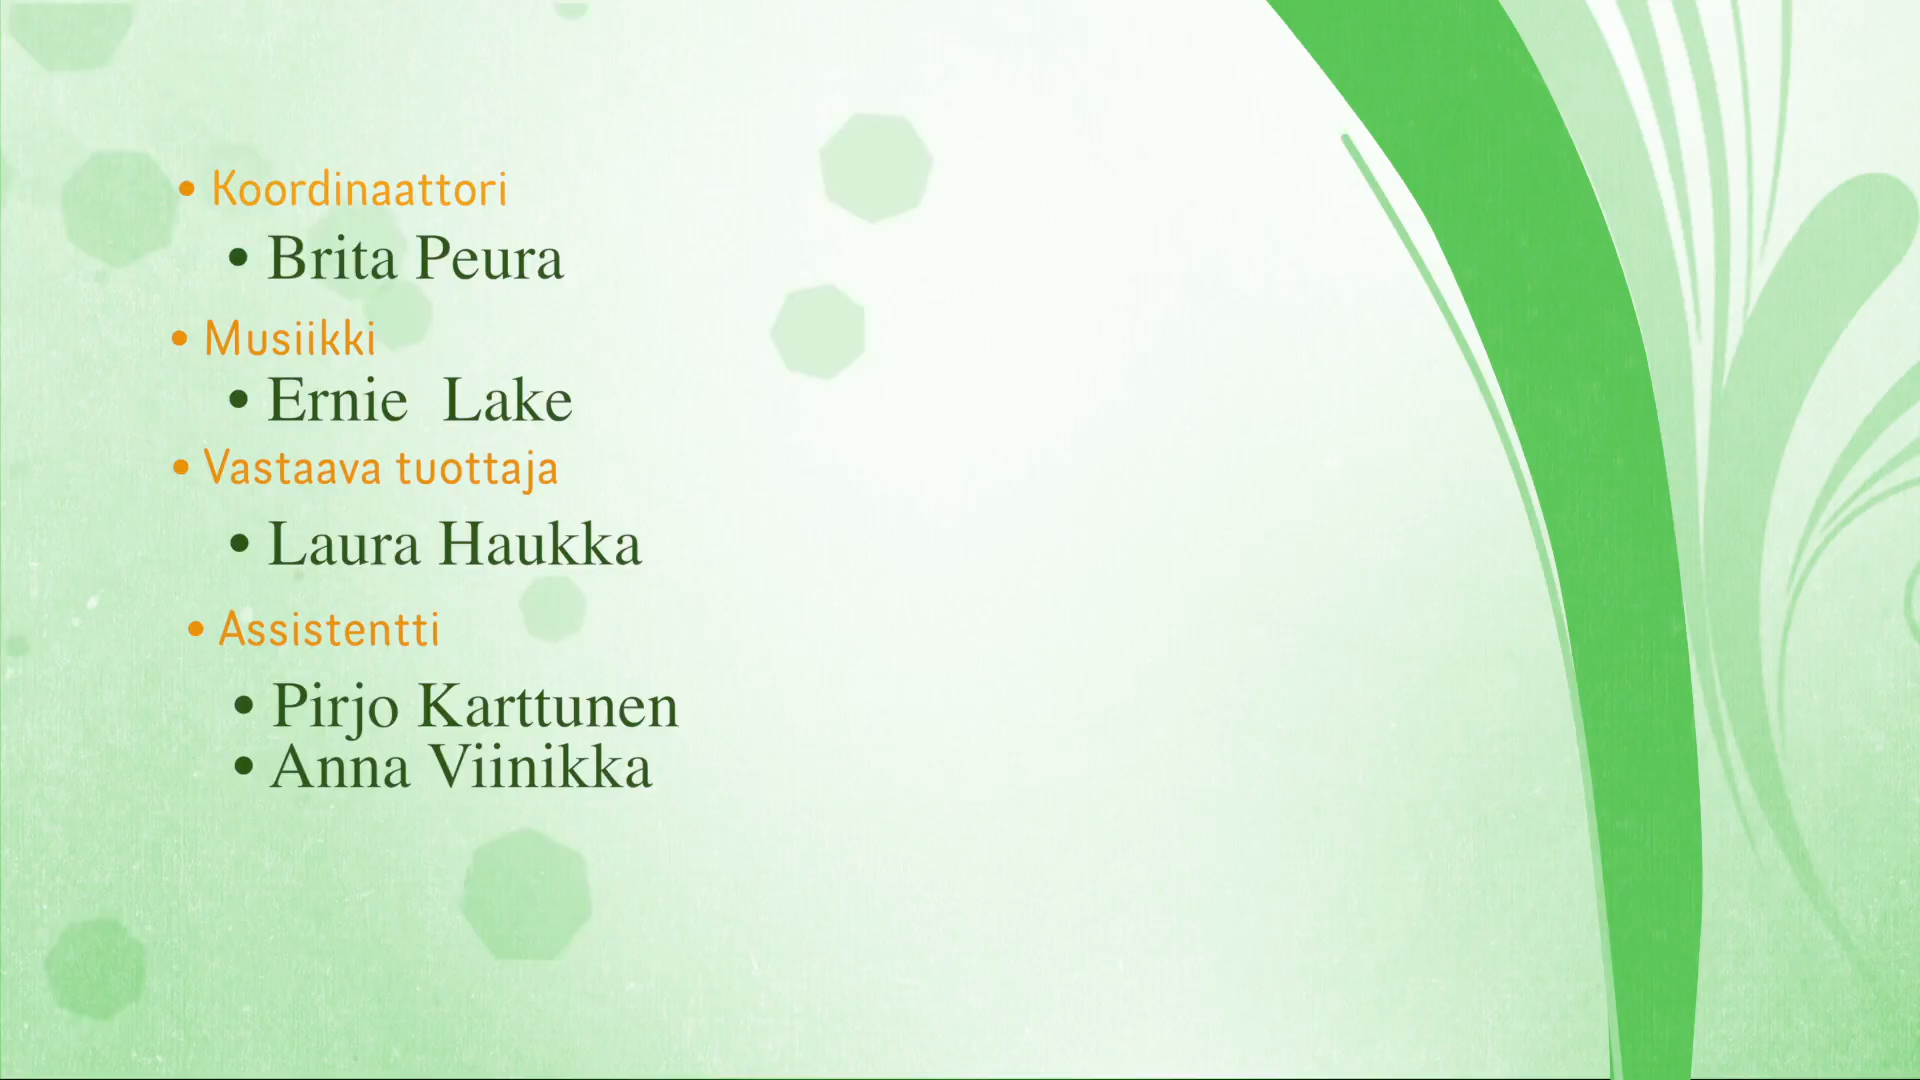 • Koordinaattori
• Brita Peura
• Musiikki
• Ernie  Lake
• Vastaava tuottaja
• Laura Haukka
• Assistentti
• Pirjo Karttunen
• Anna Viinikka